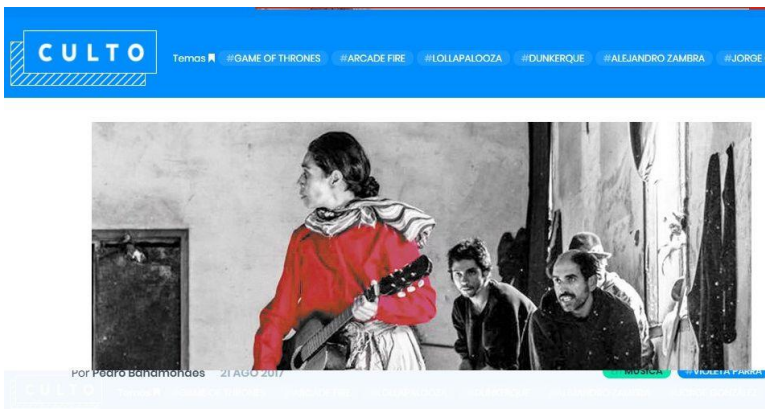 CULTO
Temas #GAME OF THRONES #ARCADE FIRE #LOLLAPALOOZA #DUNKERQUE #ALEJANDRO ZAMBRA #JORGE
Por Pedro Bahamondes 21 AGO 2017 #MÚSICA #VIOLETA PARRA
CULTO